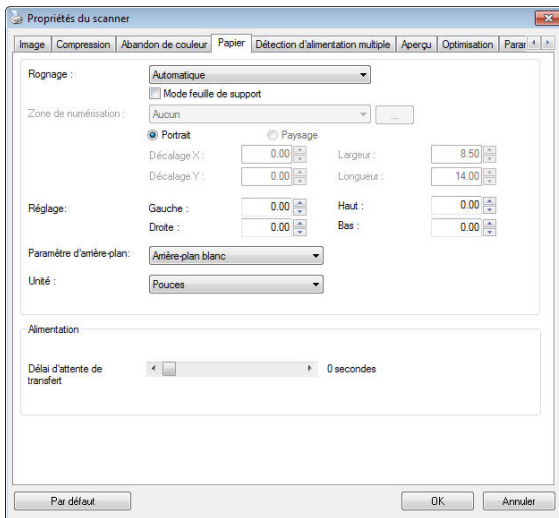 Propriétés du scanner
Image Compression Abandon de couleur Papier Détection d'alimentation multiple Aperçu Optimisation Parar
Rognage : Automatique
Mode feuille de support
Zone de numérisation : Aucun ...
Portrait Paysage
Décalage X : 0.00 Largeur : 8.50
Décalage Y : 0.00 Longueur : 14.00
Réglage: Gauche : 0.00 Haut : 0.00
Droite : 0.00 Bas : 0.00
Paramètre d'arrière-plan: Arrière-plan blanc
Unité : Pouces
Alimentation
Délai d'attente de 0 secondes
transfert
Par défaut OK Annuler